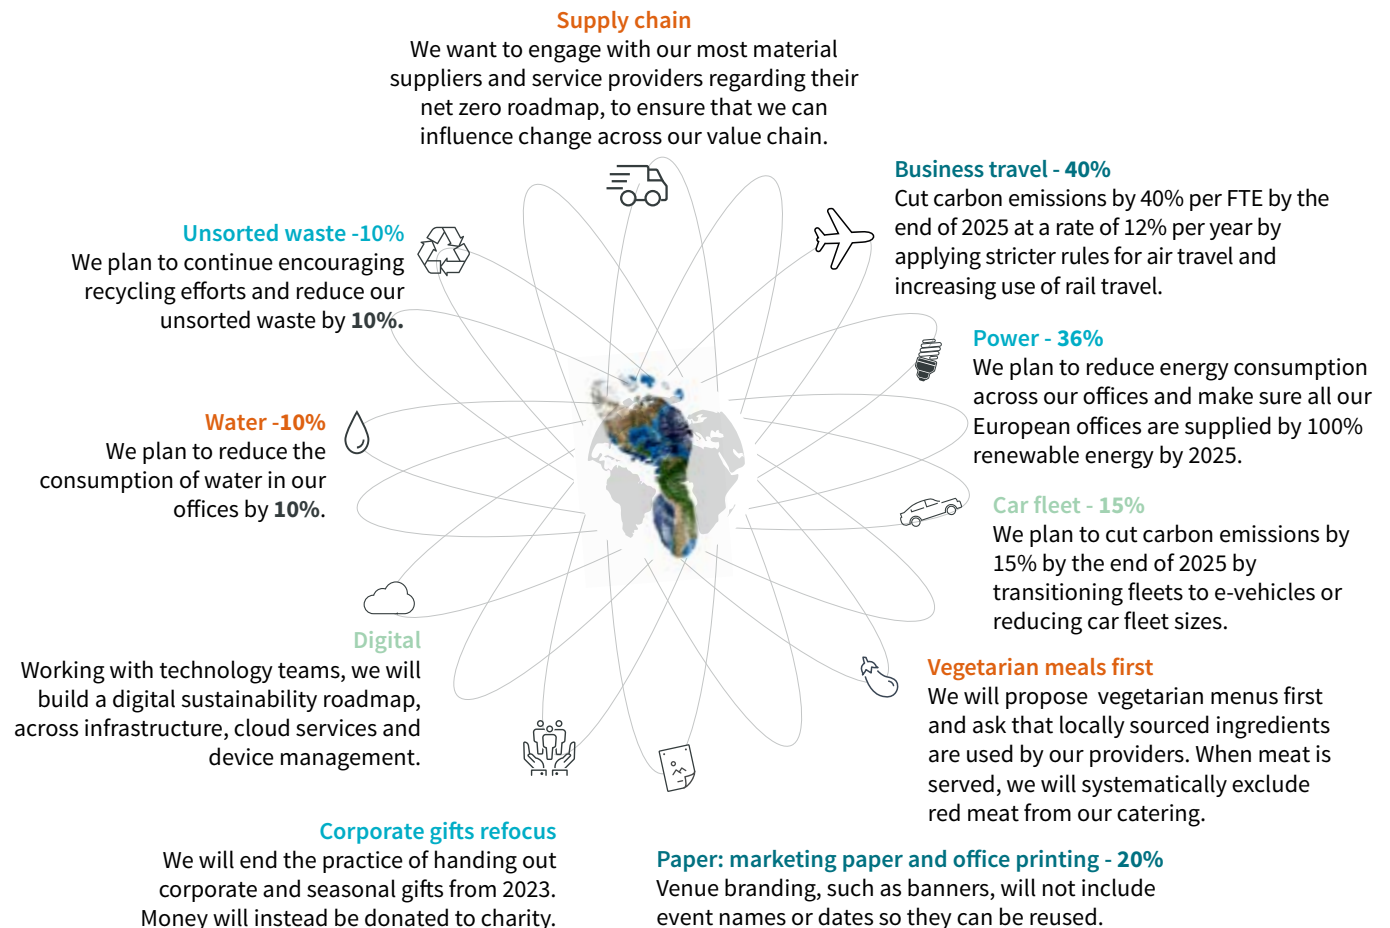 Supply chain
We want to engage with our most material
suppliers and service providers regarding their
net zero roadmap, to ensure that we can
influence change across our value chain.
Business travel - 40%
Cut carbon emissions by 40% per FTE by the
end of 2025 at a rate of 12% per year by
applying stricter rules for air travel and
increasing use of rail travel.
Unsorted waste -10%
We plan to continue encouraging
recycling efforts and reduce our
unsorted waste by 10%.
Power - 36%
We plan to reduce energy consumption
across our offices and make sure all our
European offices are supplied by 100%
renewable energy by 2025.
Water -10%
We plan to reduce the
consumption of water in our
offices by 10%.
Car fleet - 15%
We plan to cut carbon emissions by
15% by the end of 2025 by
transitioning fleets to e-vehicles or
reducing car fleet sizes.
Digital
Working with technology teams, we will
build a digital sustainability roadmap,
across infrastructure, cloud services and
device management.
Vegetarian meals first
We will propose  vegetarian menus first
and ask that locally sourced ingredients
are used by our providers. When meat is
served, we will systematically exclude
red meat from our catering.
Corporate gifts refocus
We will end the practice of handing out
corporate and seasonal gifts from 2023.
Money will instead be donated to charity.
Paper: marketing paper and office printing - 20%
Venue branding, such as banners, will not include
event names or dates so they can be reused.